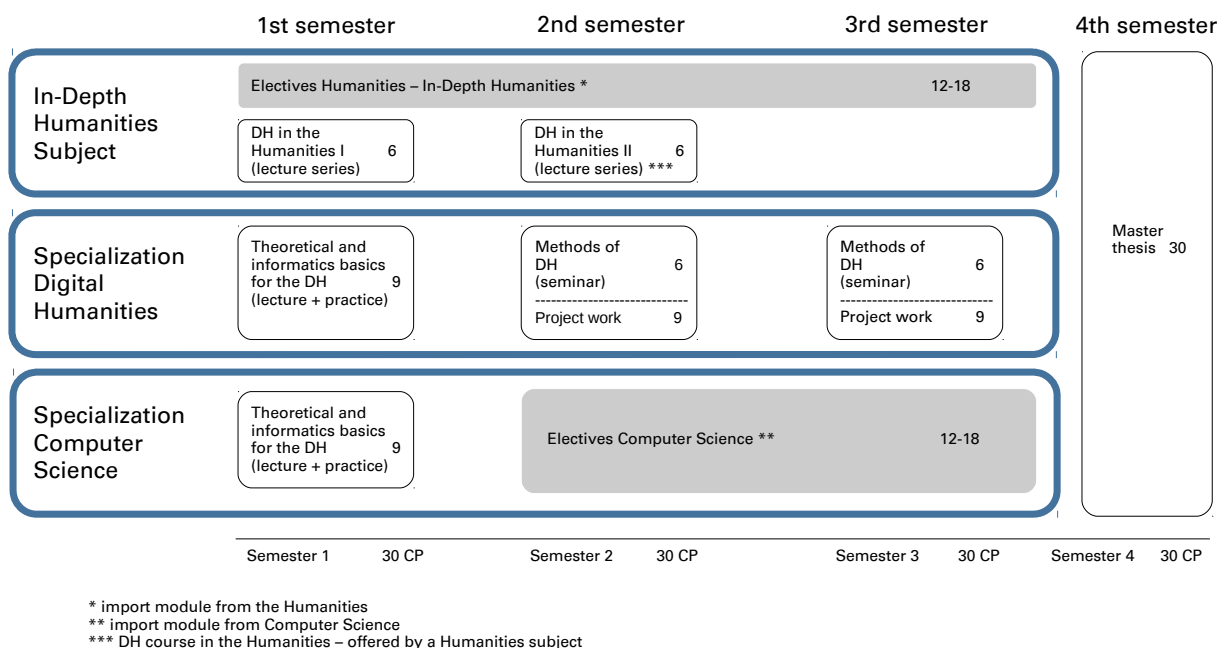 1st semester
2nd semester
3rd semester
4th semester
In-Depth
Humanities
Subject
Electives Humanities – In-Depth Humanities * 12-18
DH in the
Humanities I 6
(lecture series)
DH in the
Humanities II 6
(lecture series) ***
Specialization
Digital
Humanities
Theoretical and
informatics basics
for the DH 9
(lecture + practice)
Methods of
DH 6
(seminar)
Project work 9
Methods of
DH 6
(seminar)
Project work 9
Specialization
Computer
Science
Theoretical and
informatics basics
for the DH 9
(lecture + practice)
Electives Computer Science ** 12-18
Master
thesis 30
Semester 1 30 CP
Semester 2 30 CP
Semester 3 30 CP
Semester 4 30 CP
* import module from the Humanities
** import module from Computer Science
*** DH course in the Humanities – offered by a Humanities subject